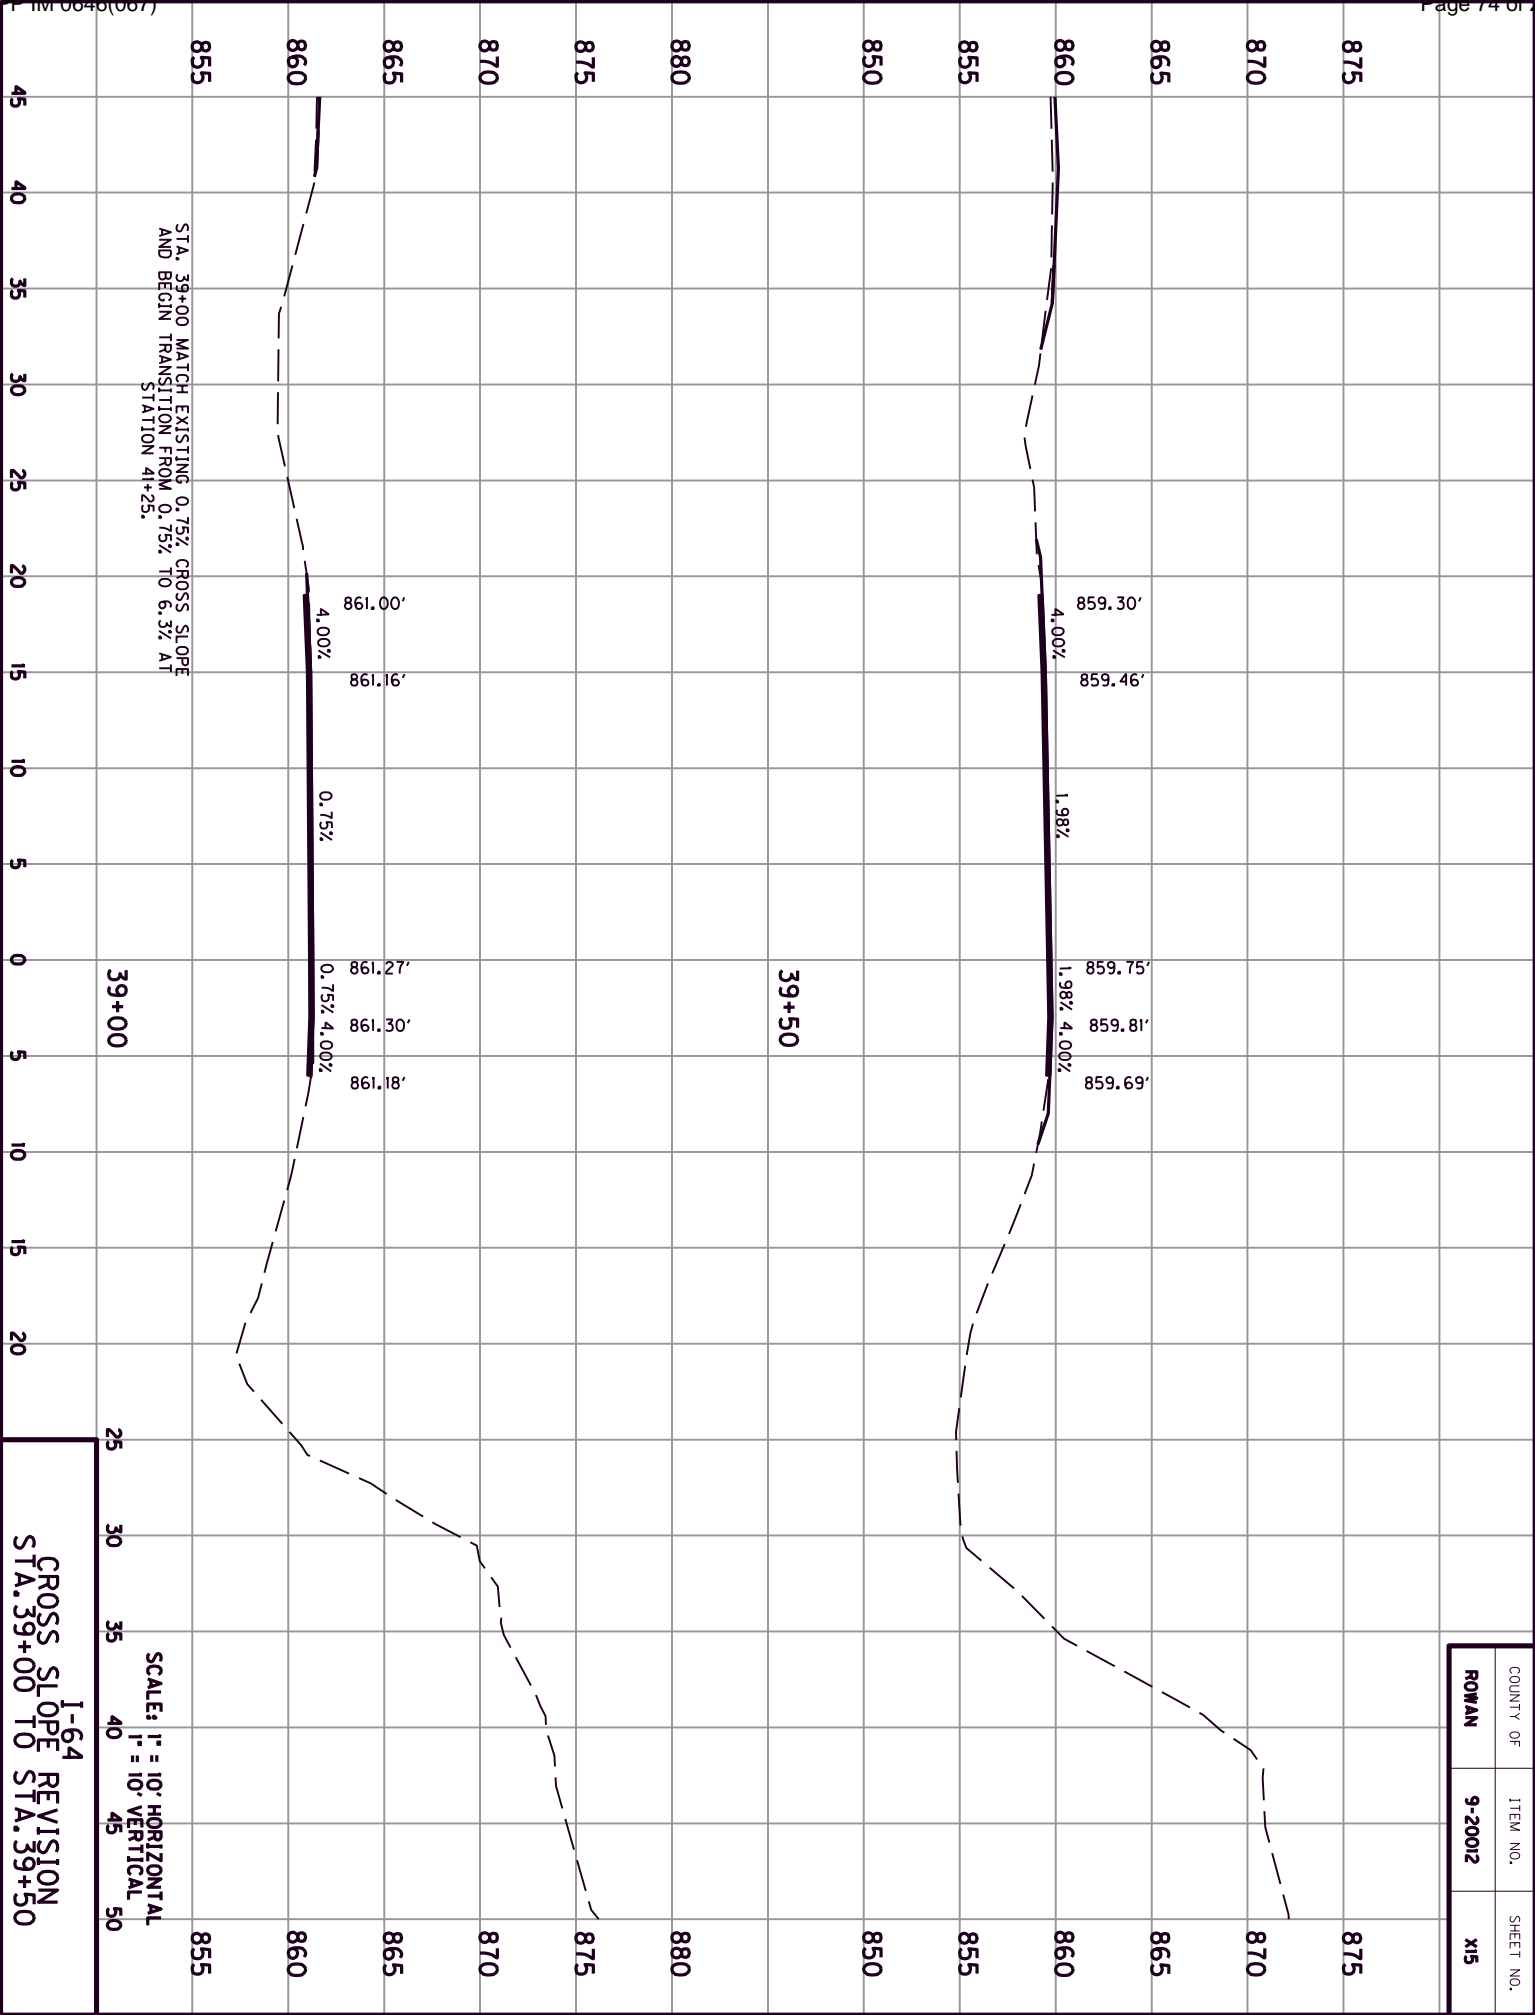 P IM 0646(067)
Page 74 of
COUNTY OF
ITEM NO.
SHEET NO.
ROWAN
9-20012
X15
875
870
865
860
855
850
859.30'
859.46'
859.75'
859.81'
859.69'
4.00%
1.98%
1.98%
4.00%
875
870
865
860
855
850
39+50
880
875
870
865
860
855
861.00'
861.16'
861.27'
861.30'
861.18'
4.00%
0.75%
0.75%
4.00%
880
875
870
865
860
855
STA. 39+00 MATCH EXISTING 0.75% CROSS SLOPE
AND BEGIN TRANSITION FROM 0.75% TO 6.3% AT
STATION 41+25.
39+00
SCALE: 1" = 10' HORIZONTAL
1" = 10' VERTICAL
45 40 35 30 25 20 15 10 5 0 5 10 15 20 25 30 35 40 45 50
I-64
CROSS SLOPE REVISION
STA.39+00 TO STA.39+50